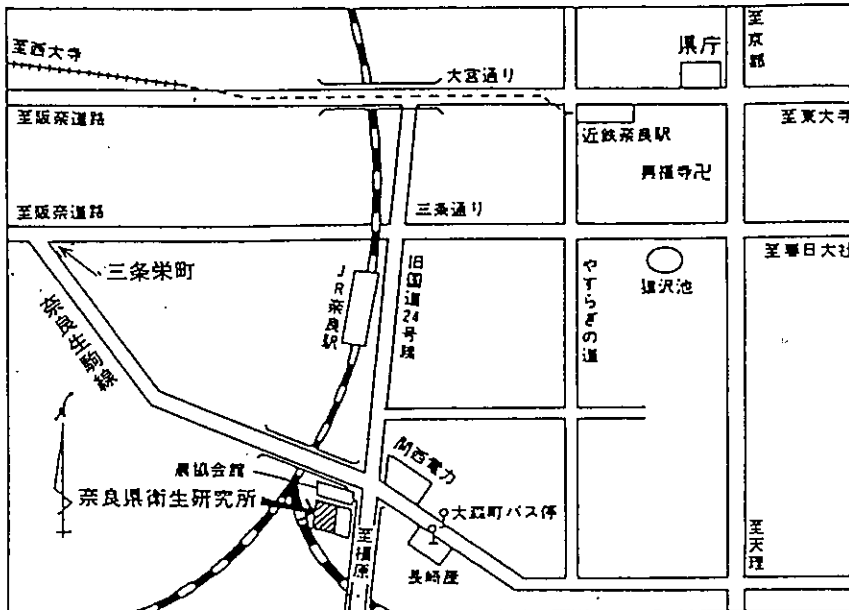 至西大寺
大宮通り
県庁
至京都
至阪奈道路
近鉄奈良駅
至東大寺
興福寺卍
至阪奈道路
三条通り
至春日大社
三条栄町
JR奈良駅
旧国道24号線
やすらぎの道
猿沢池
奈良生駒線
関西電力
農協会館
奈良県衛生研究所
大森町バス停
至橿原
長崎屋
至天理